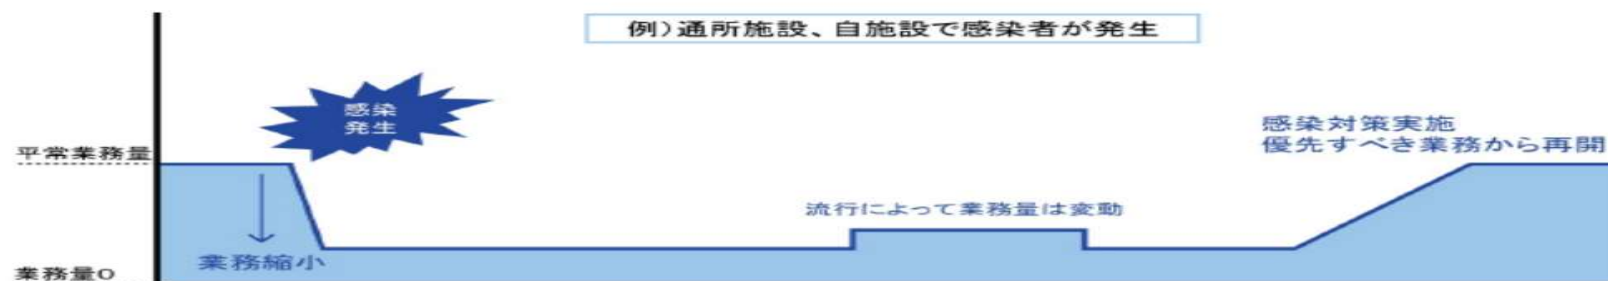 例）通所施設、自施設で感染者が発生
感染
発生
感染対策実施
優先すべき業務から再開
平常業務量
流行によって業務量は変動
業務縮小
業務量0